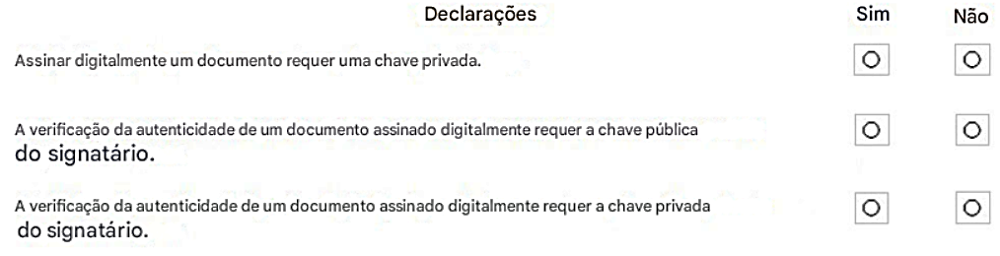 Declarações Sim Não
Assinar digitalmente um documento requer uma chave privada.
A verificação da autenticidade de um documento assinado digitalmente requer a chave pública
do signatário.
A verificação da autenticidade de um documento assinado digitalmente requer a chave privada
do signatário.